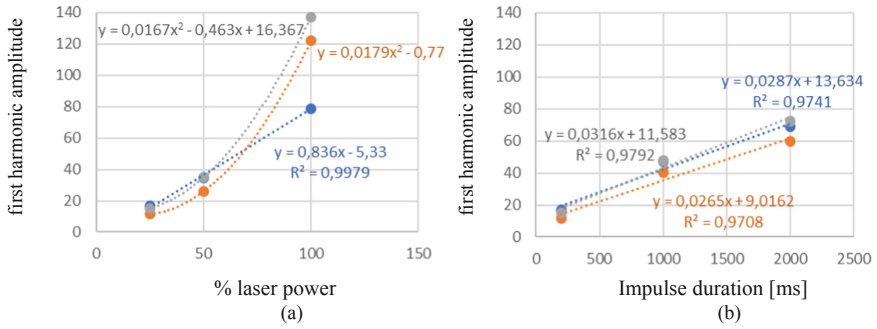 first harmonic amplitude
140
120
100
80
60
40
20
0
y = 0,0167x² - 0,463x + 16,367
y = 0,0179x² - 0,77
y = 0,836x - 5,33
R² = 0,9979
0
50
100
150
% laser power
(a)
first harmonic amplitude
140
120
100
80
60
40
20
0
y = 0,0287x + 13,634
R² = 0,9741
y = 0,0316x + 11,583
R² = 0,9792
y = 0,0265x + 9,0162
R² = 0,9708
0
500
1000
1500
2000
2500
Impulse duration [ms]
(b)